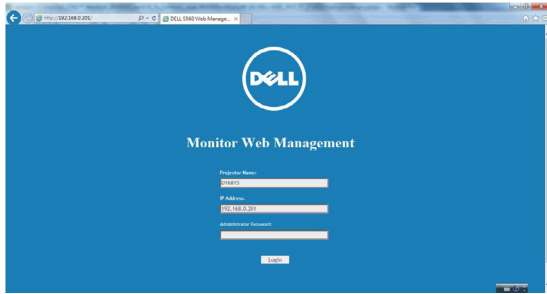 http://192.168.0.201/
DELL S560 Web Manage...
DELL
Monitor Web Management
Projector Name:
IP Address:
192.168.0.201
Administrator Password:
Login